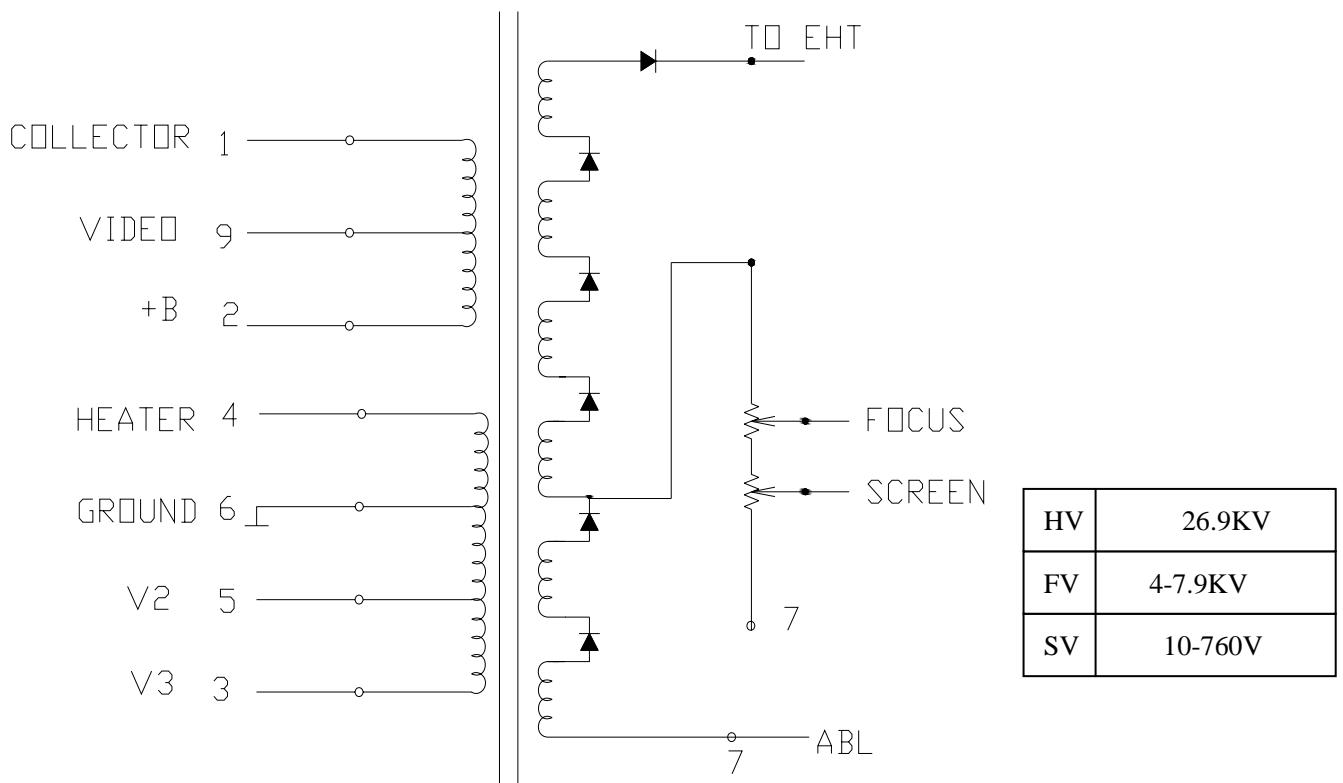 TO EHT
COLLECTOR 1
VIDEO 9
+B 2
HEATER 4
FOCUS
SCREEN
GROUND 6
V2 5
V3 3
7
ABL
7
HV 26.9KV
FV 4-7.9KV
SV 10-760V